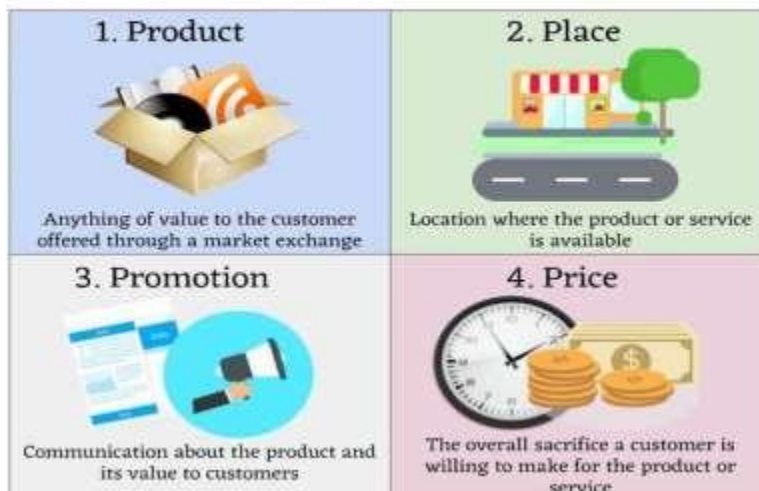 1. Product
Anything of value to the customer
offered through a market exchange
2. Place
Location where the product or service
is available
3. Promotion
Communication about the product and
its value to customers
4. Price
The overall sacrifice a customer is
willing to make for the product or
service